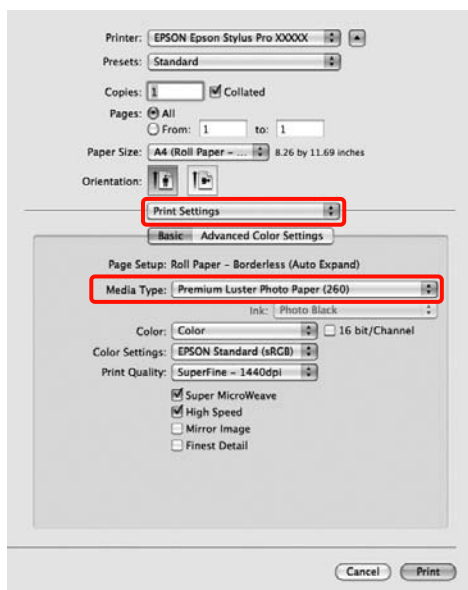 Printer: EPSON Epson Stylus Pro XXXXX
Presets: Standard
Copies: 1 Collated
Pages: All
From: 1 to: 1
Paper Size: A4 (Roll Paper - ... 8.26 by 11.69 inches
Orientation:
Print Settings
Basic Advanced Color Settings
Page Setup: Roll Paper - Borderless (Auto Expand)
Media Type: Premium Luster Photo Paper (260)
Ink: Photo Black
Color: Color 16 bit/Channel
Color Settings: EPSON Standard (sRGB)
Print Quality: SuperFine - 1440dpi
Super MicroWeave
High Speed
Mirror Image
Finest Detail
Cancel Print